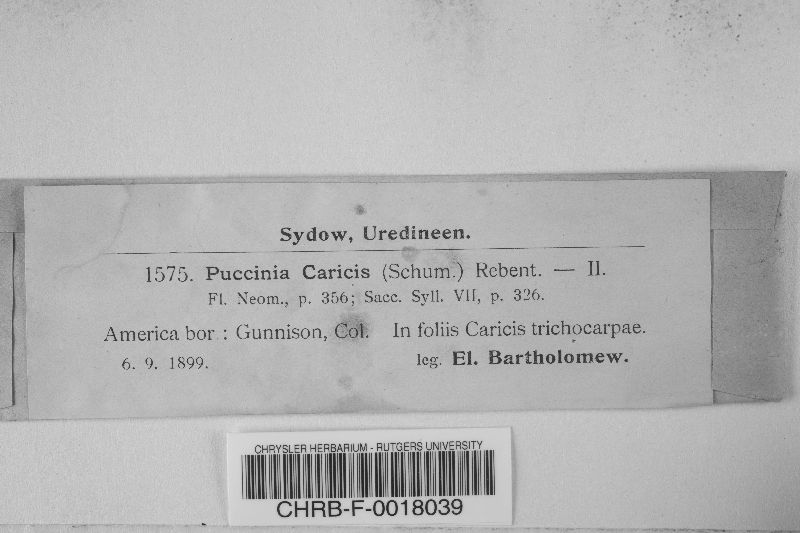 Sydow, Uredineen.
1575. Puccinia Caricis (Schum.) Rebent. — II.
Fl. Neom., p. 356; Sacc. Syll. VII, p. 326.
America bor.: Gunnison, Col. In foliis Caricis trichocarpae.
6. 9. 1899. leg. El. Bartholomew.
CHRYSLER HERBARIUM - RUTGERS UNIVERSITY
CHRB-F-0018039